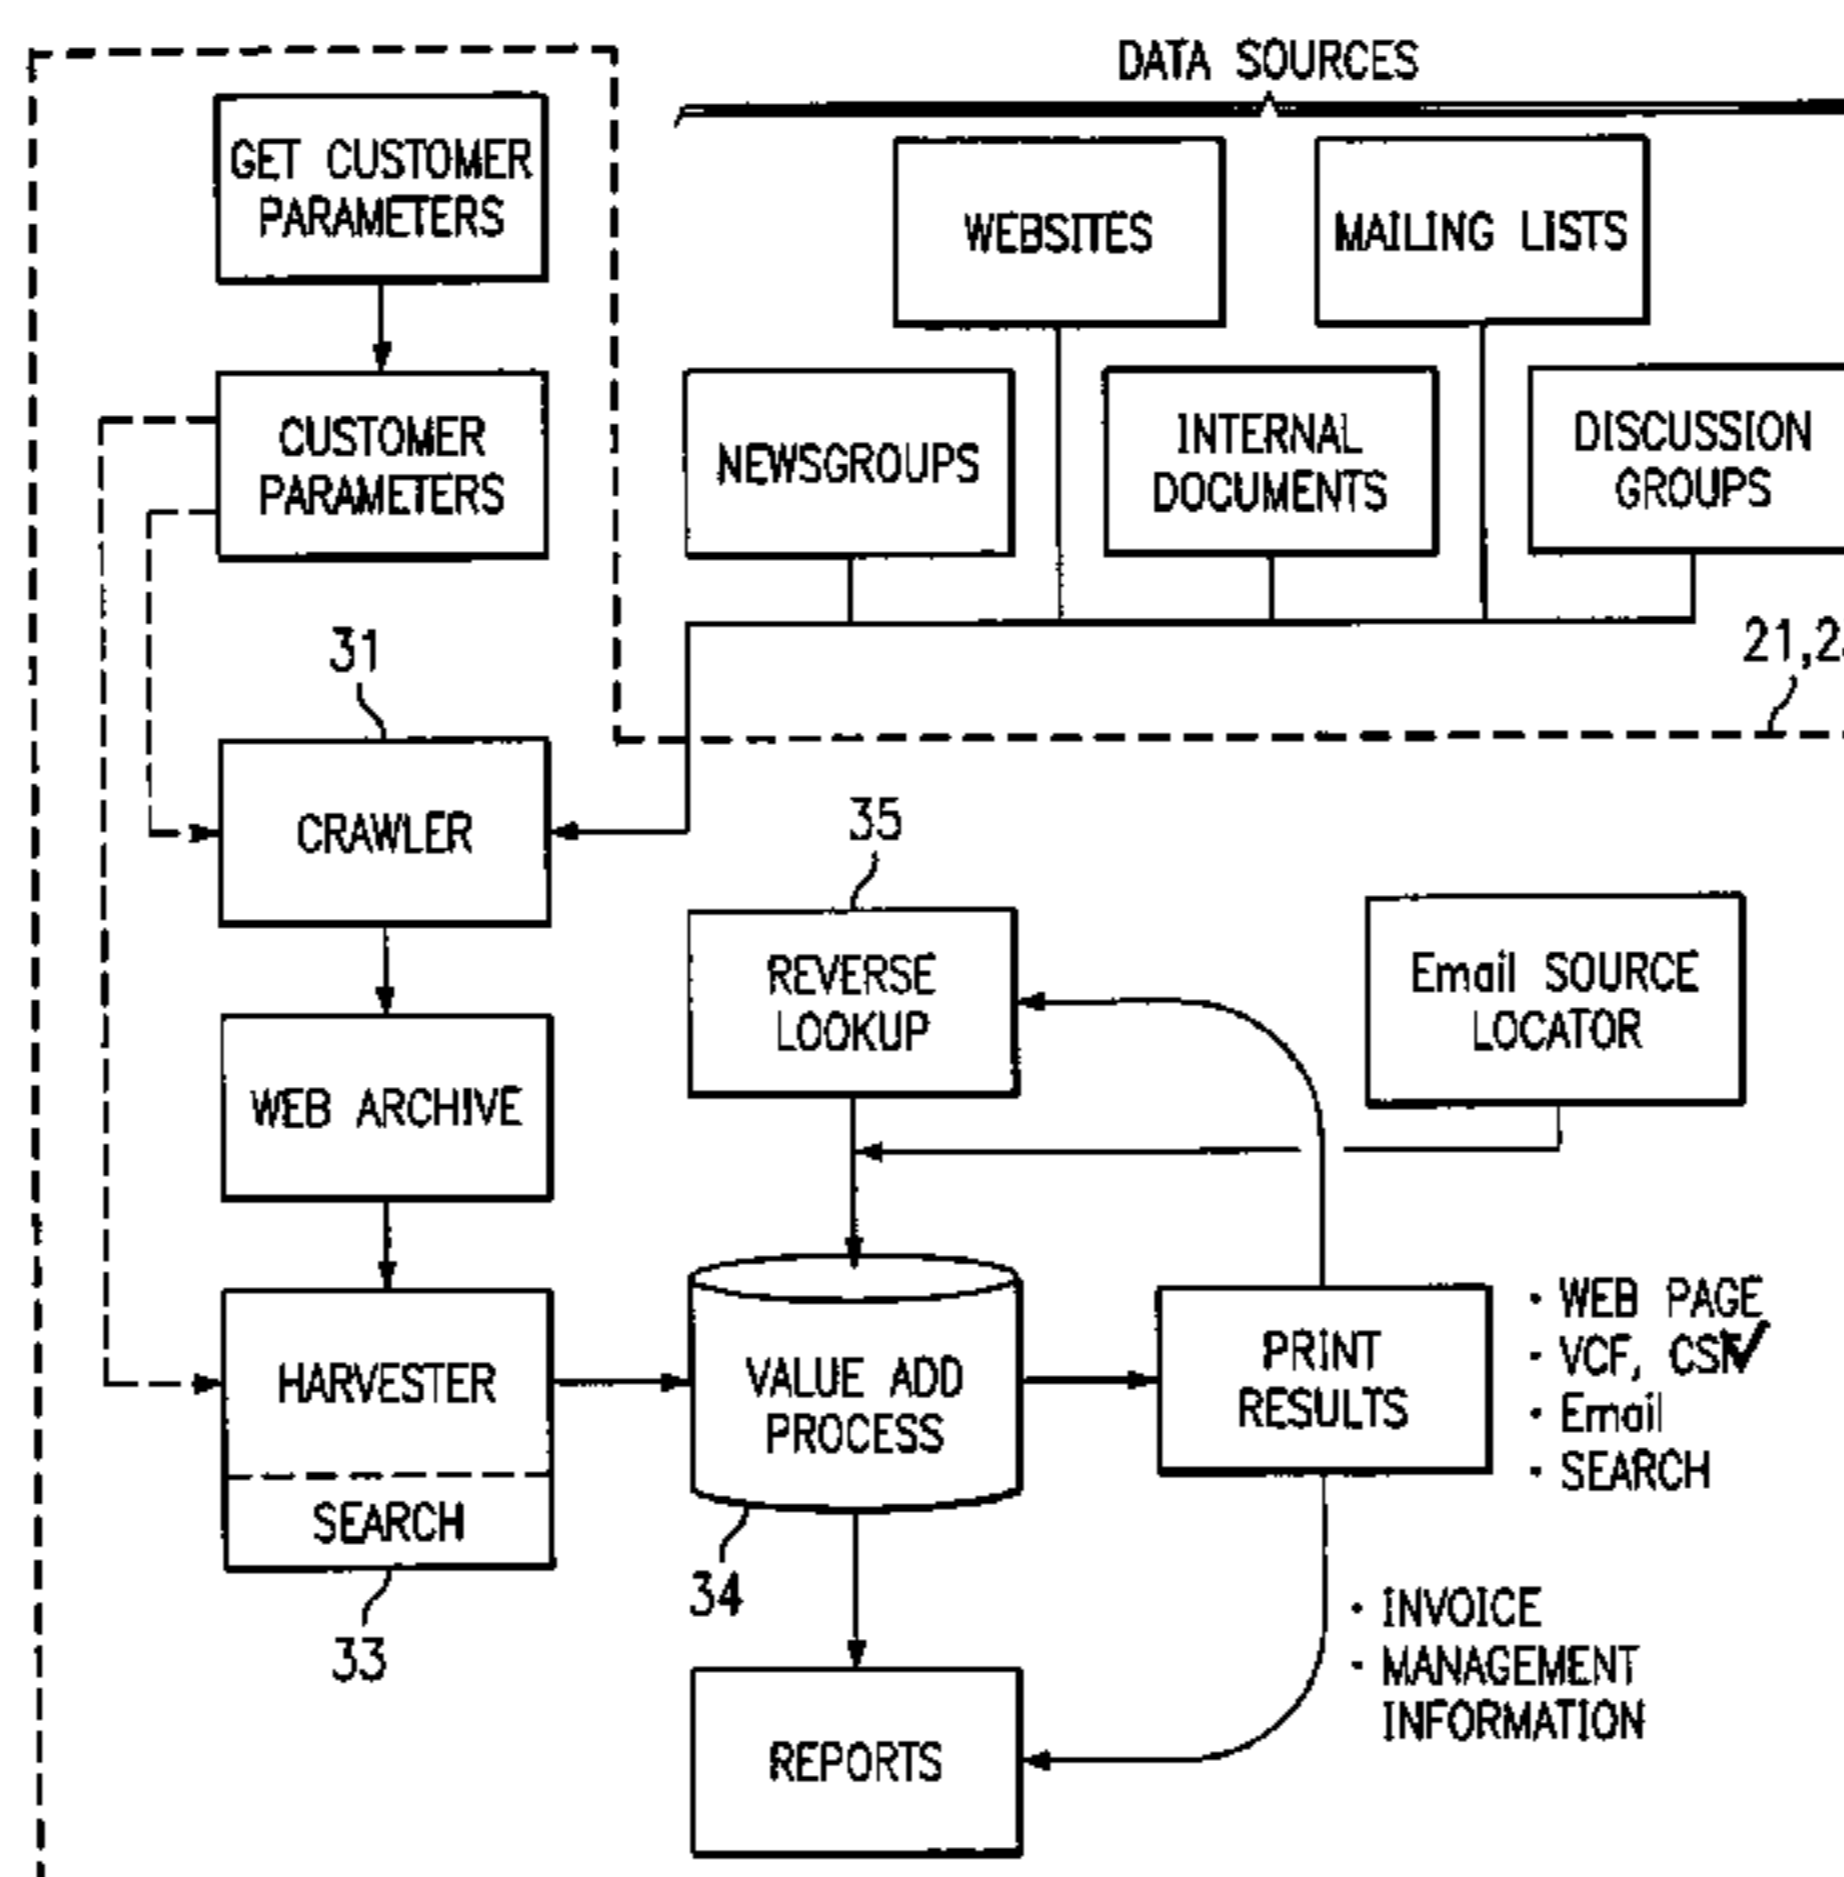 DATA SOURCES
GET CUSTOMER
PARAMETERS
WEBSITES
MAILING LISTS
CUSTOMER
PARAMETERS
NEWSGROUPS
INTERNAL
DOCUMENTS
DISCUSSION
GROUPS
31
21,2
CRAWLER
35
REVERSE
LOOKUP
Email SOURCE
LOCATOR
WEB ARCHIVE
HARVESTER
SEARCH
33
VALUE ADD
PROCESS
34
PRINT
RESULTS
· WEB PAGE
· VCF,
· Email
· SEARCH
· INVOICE
· MANAGEMENT
INFORMATION
REPORTS